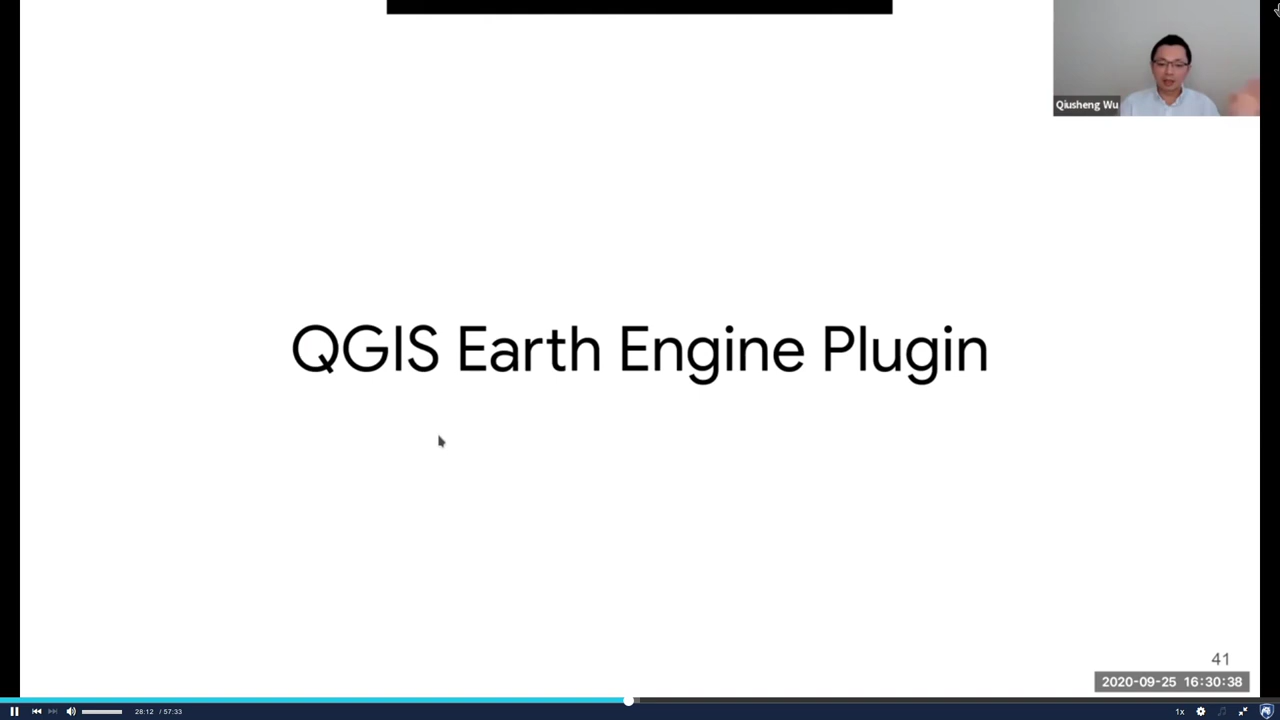 Qiusheng Wu
QGIS Earth Engine Plugin
41
2020-09-25 16:30:38
28:12 / 57:33
1x